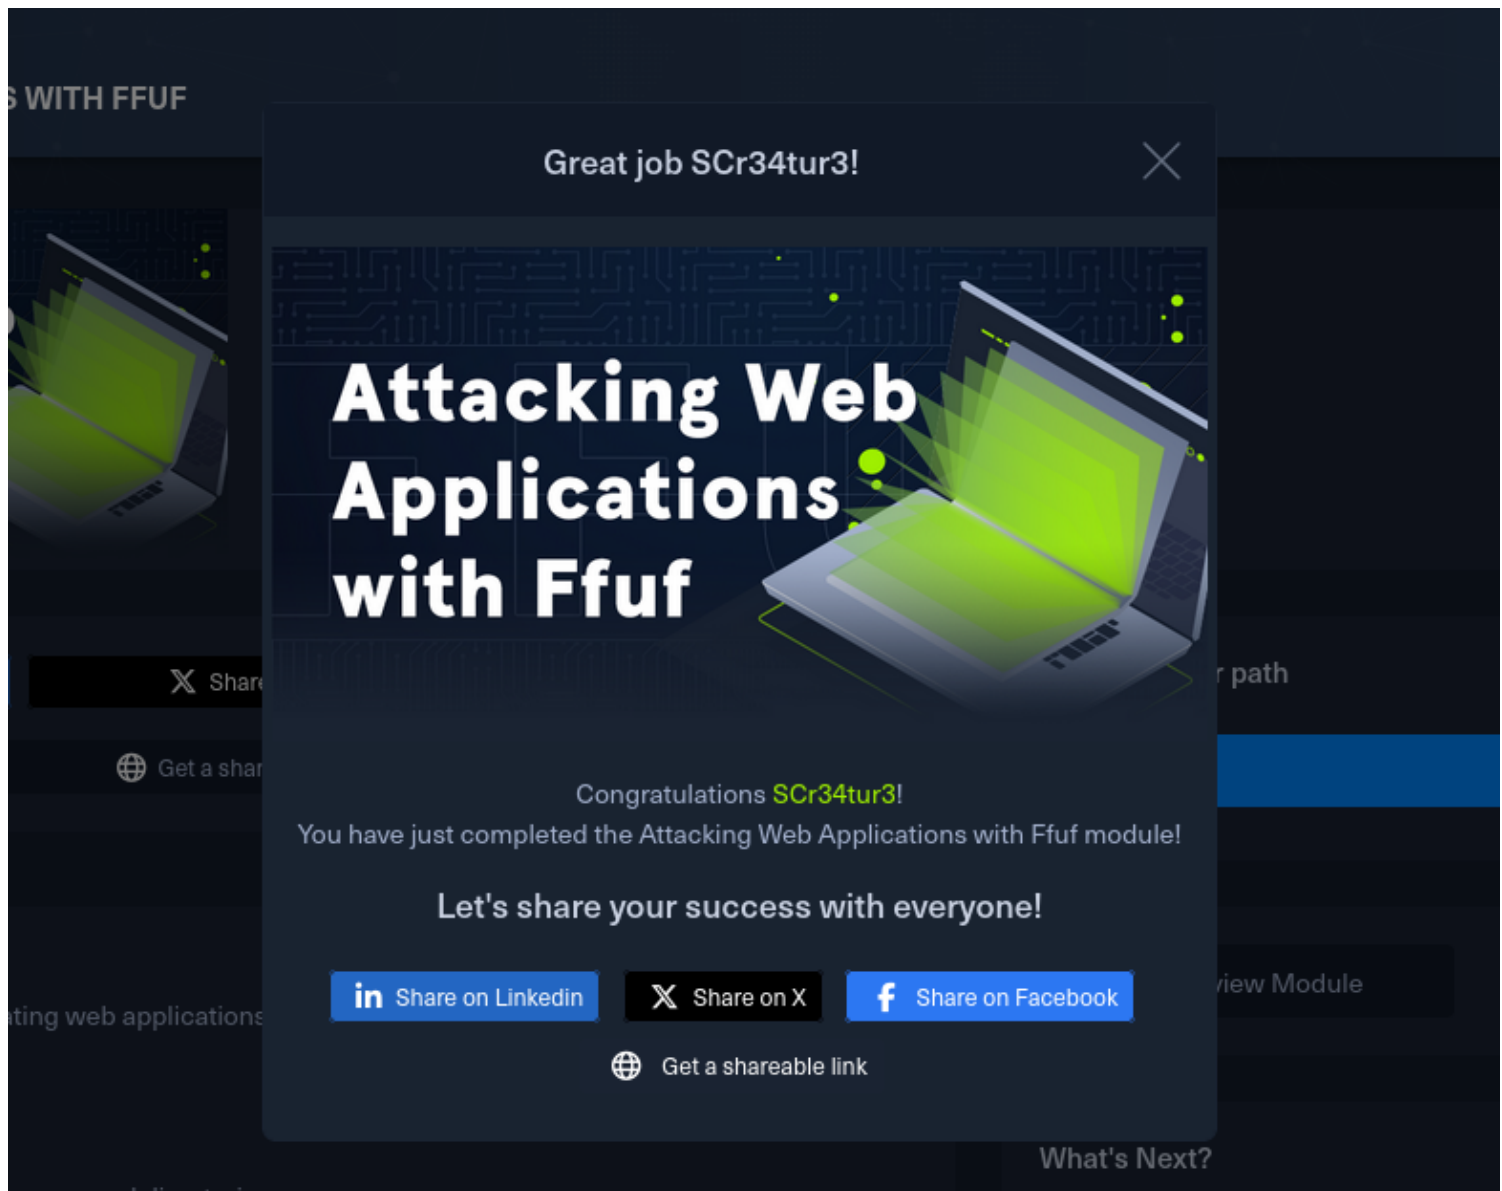 S WITH FFUF
Great job SCr34tur3!
Attacking Web
Applications
with Ffuf
Share
r path
Get a shar
Congratulations SCr34tur3!
You have just completed the Attacking Web Applications with Ffuf module!
Let's share your success with everyone!
view Module
in Share on Linkedin
X Share on X
f Share on Facebook
ating web applications
Get a shareable link
What's Next?